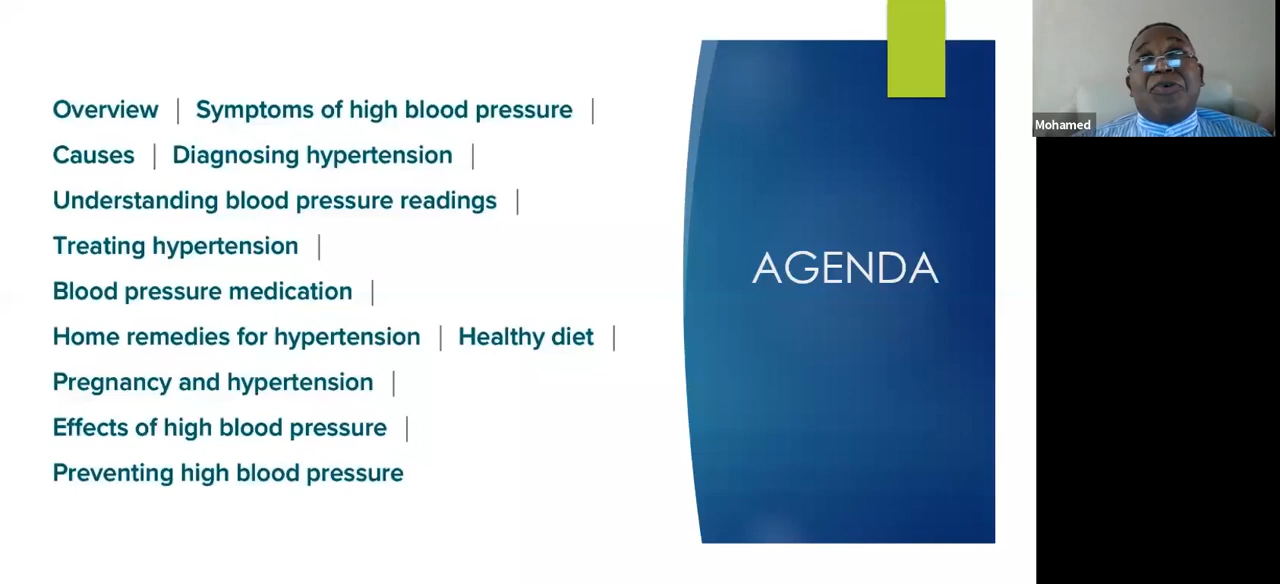 Overview | Symptoms of high blood pressure |
Causes | Diagnosing hypertension |
Understanding blood pressure readings |
Treating hypertension |
Blood pressure medication |
Home remedies for hypertension | Healthy diet |
Pregnancy and hypertension |
Effects of high blood pressure |
Preventing high blood pressure
AGENDA
Mohamed